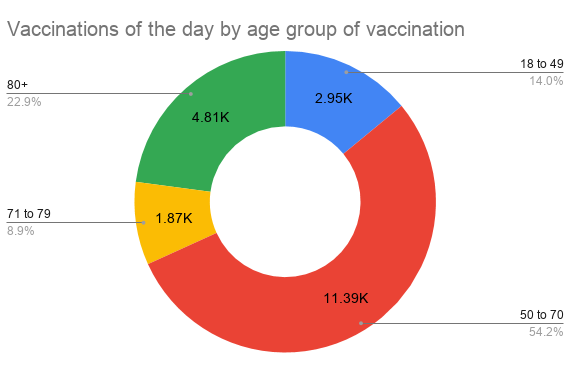 Vaccinations of the day by age group of vaccination
18 to 49
14.0%
80+
22.9%
2.95K
4.81K
71 to 79
8.9%
1.87K
11.39K
50 to 70
54.2%